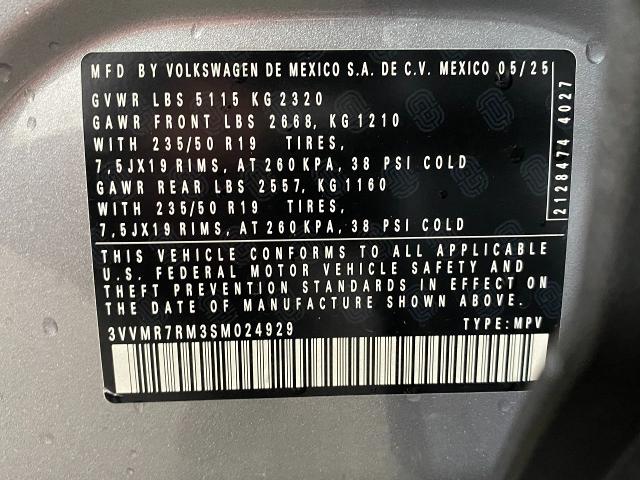 MFD BY VOLKSWAGEN DE MEXICO S.A. DE C.V. MEXICO 05/25
GVWR LBS 5115 KG 2320
GAWR FRONT LBS 2668, KG 1210
WITH 235/50 R19 TIRES,
7,5JX19 RIMS, AT 260 KPA, 38 PSI COLD
GAWR REAR LBS 2557, KG 1160
WITH 235/50 R19 TIRES,
7,5JX19 RIMS, AT 260 KPA, 38 PSI COLD
2128474 4027
THIS VEHICLE CONFORMS TO ALL APPLICABLE
U.S. FEDERAL MOTOR VEHICLE SAFETY AND
THEFT PREVENTION STANDARDS IN EFFECT ON
THE DATE OF MANUFACTURE SHOWN ABOVE.
3VVMR7RM3SM024929 TYPE: MPV